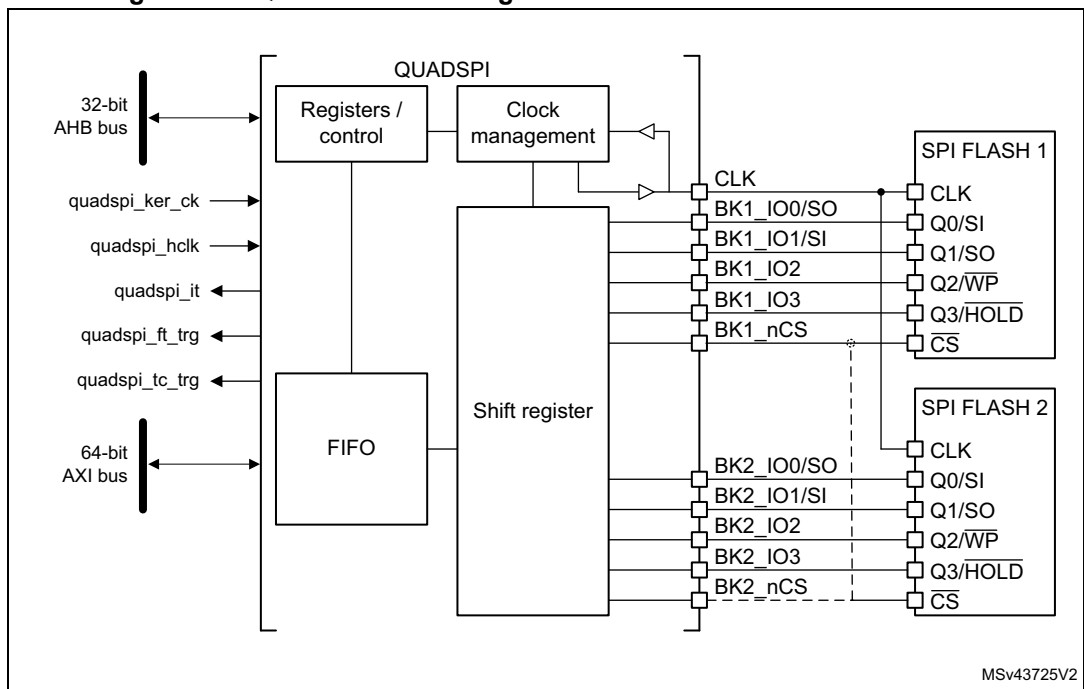 QUADSPI
32-bit
AHB bus
quadspi_ker_ck
quadspi_hclk
quadspi_it
quadspi_ft_trg
quadspi_tc_trg
64-bit
AXI bus
Registers /
control
Clock
management
FIFO
Shift register
CLK
BK1_IO0/SO
BK1_IO1/SI
BK1_IO2
BK1_IO3
BK1_nCS
BK2_IO0/SO
BK2_IO1/SI
BK2_IO2
BK2_IO3
BK2_nCS
SPI FLASH 1
CLK
Q0/SI
Q1/SO
Q2/WP
Q3/HOLD
CS
SPI FLASH 2
CLK
Q0/SI
Q1/SO
Q2/WP
Q3/HOLD
CS
MSv43725V2